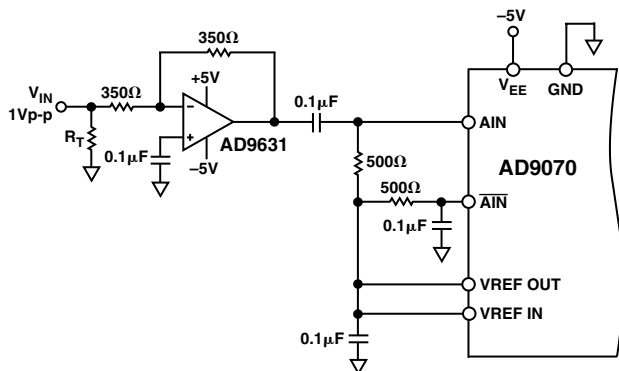 –5V
350Ω
VEE
GND
VIN
1Vp-p
350Ω
+5V
0.1µF
AIN
RT
0.1µF
–5V
AD9631
500Ω
AD9070
500Ω
AIN
0.1µF
VREF OUT
VREF IN
0.1µF